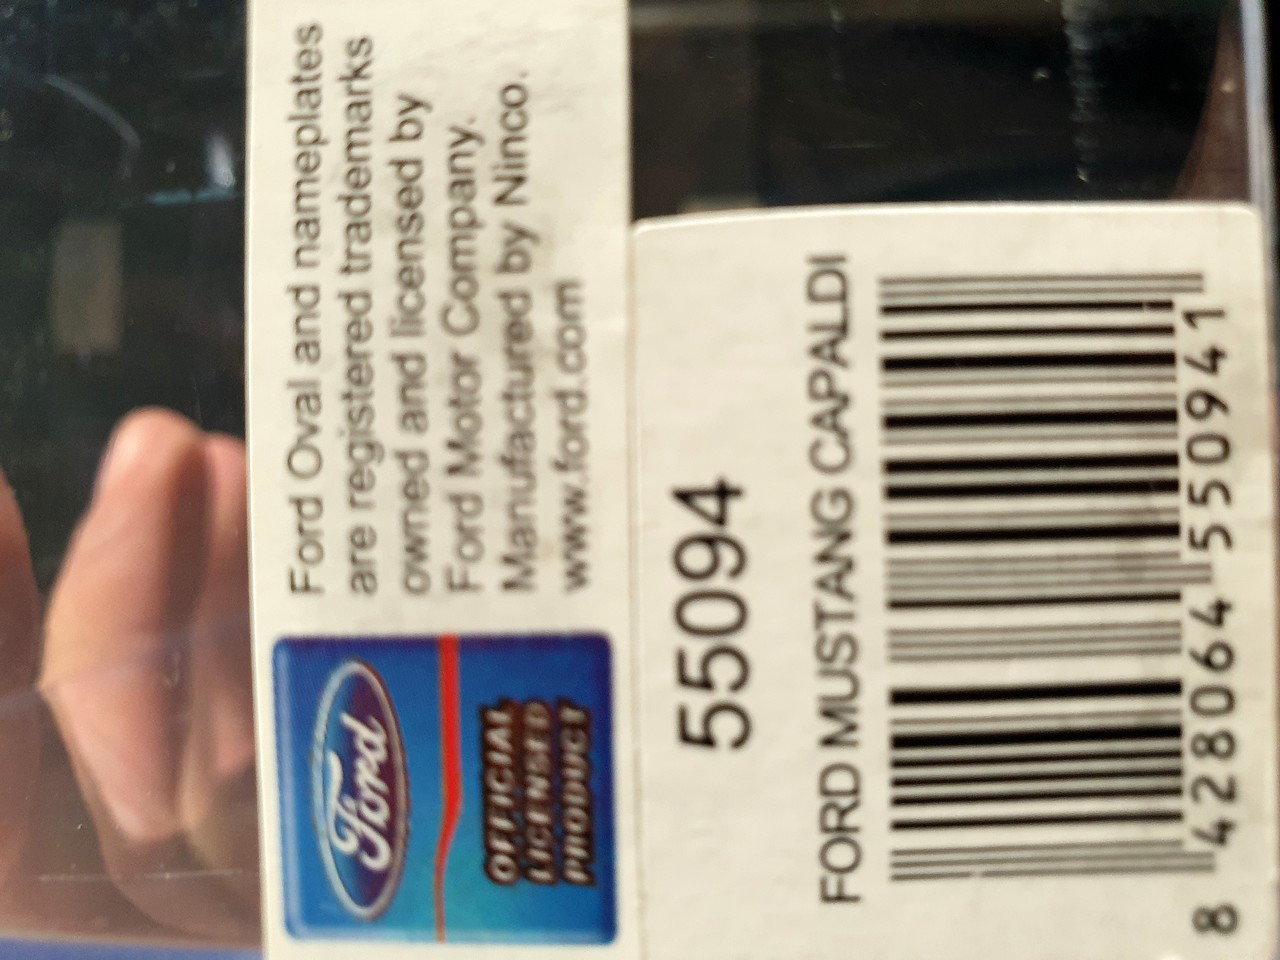 Ford Oval and nameplates
are registered trademarks
owned and licensed by
Ford Motor Company.
Manufactured by Ninco.
www.ford.com
Ford
OFFICIAL
LICENSED
PRODUCT
55094
FORD MUSTANG CAPALDI
8 428064 550941